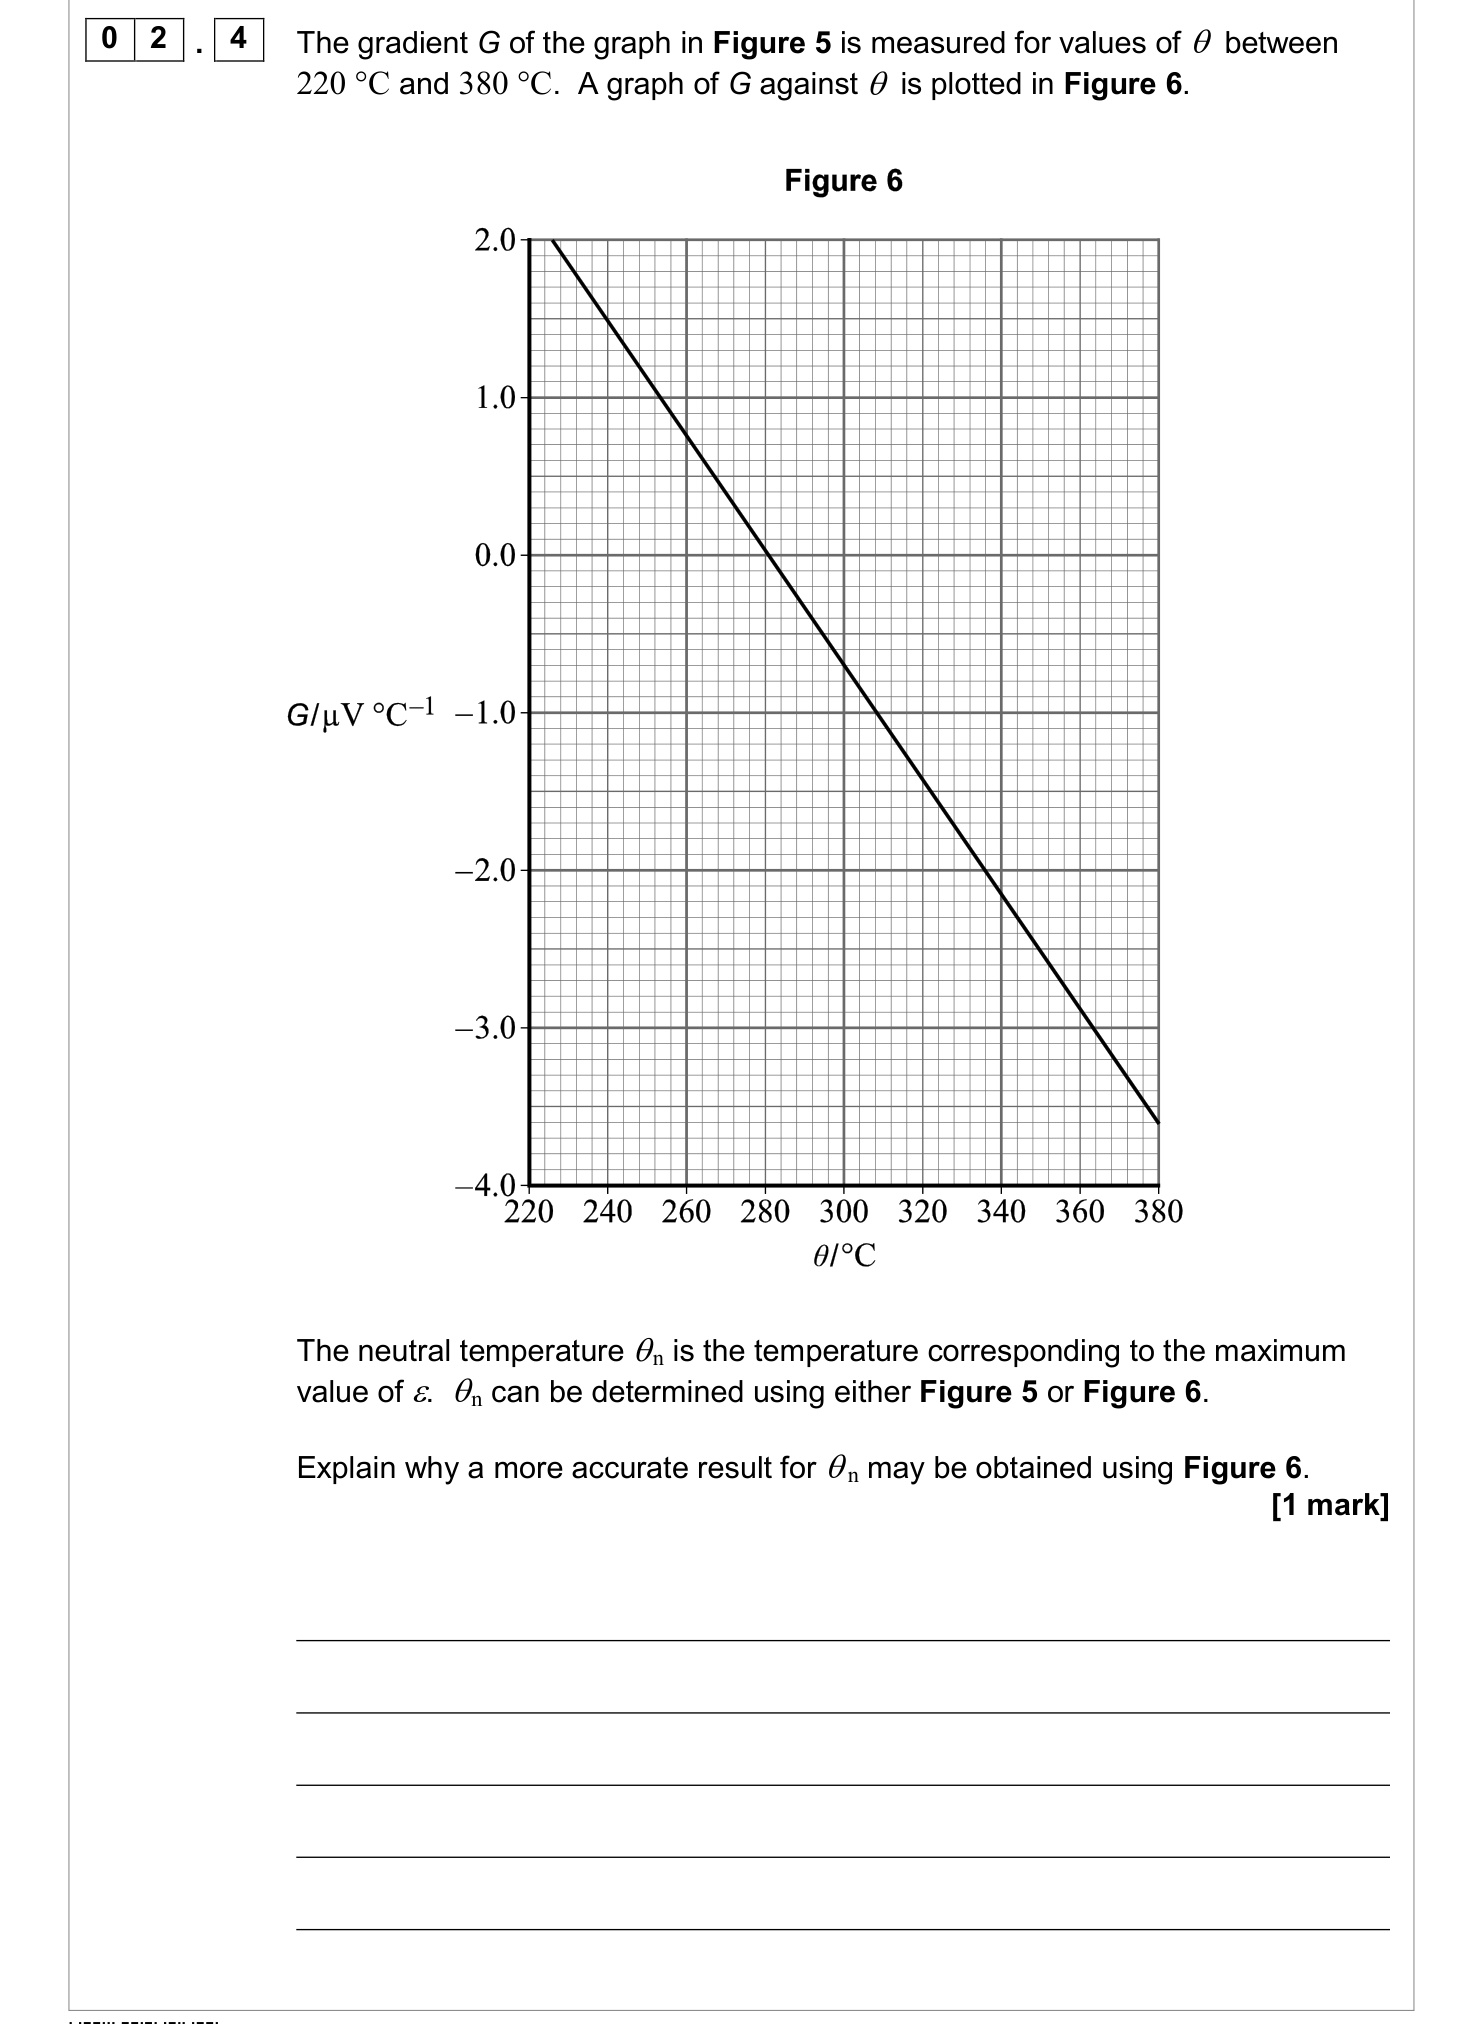 0 2 . 4 The gradient G of the graph in Figure 5 is measured for values of θ between
220 °C and 380 °C. A graph of G against θ is plotted in Figure 6.
Figure 6
2.0
1.0
0.0
G/µV °C⁻¹ –1.0
–2.0
–3.0
–4.0
220 240 260 280 300 320 340 360 380
θ/°C
The neutral temperature θₙ is the temperature corresponding to the maximum
value of ε. θₙ can be determined using either Figure 5 or Figure 6.
Explain why a more accurate result for θₙ may be obtained using Figure 6.
[1 mark]